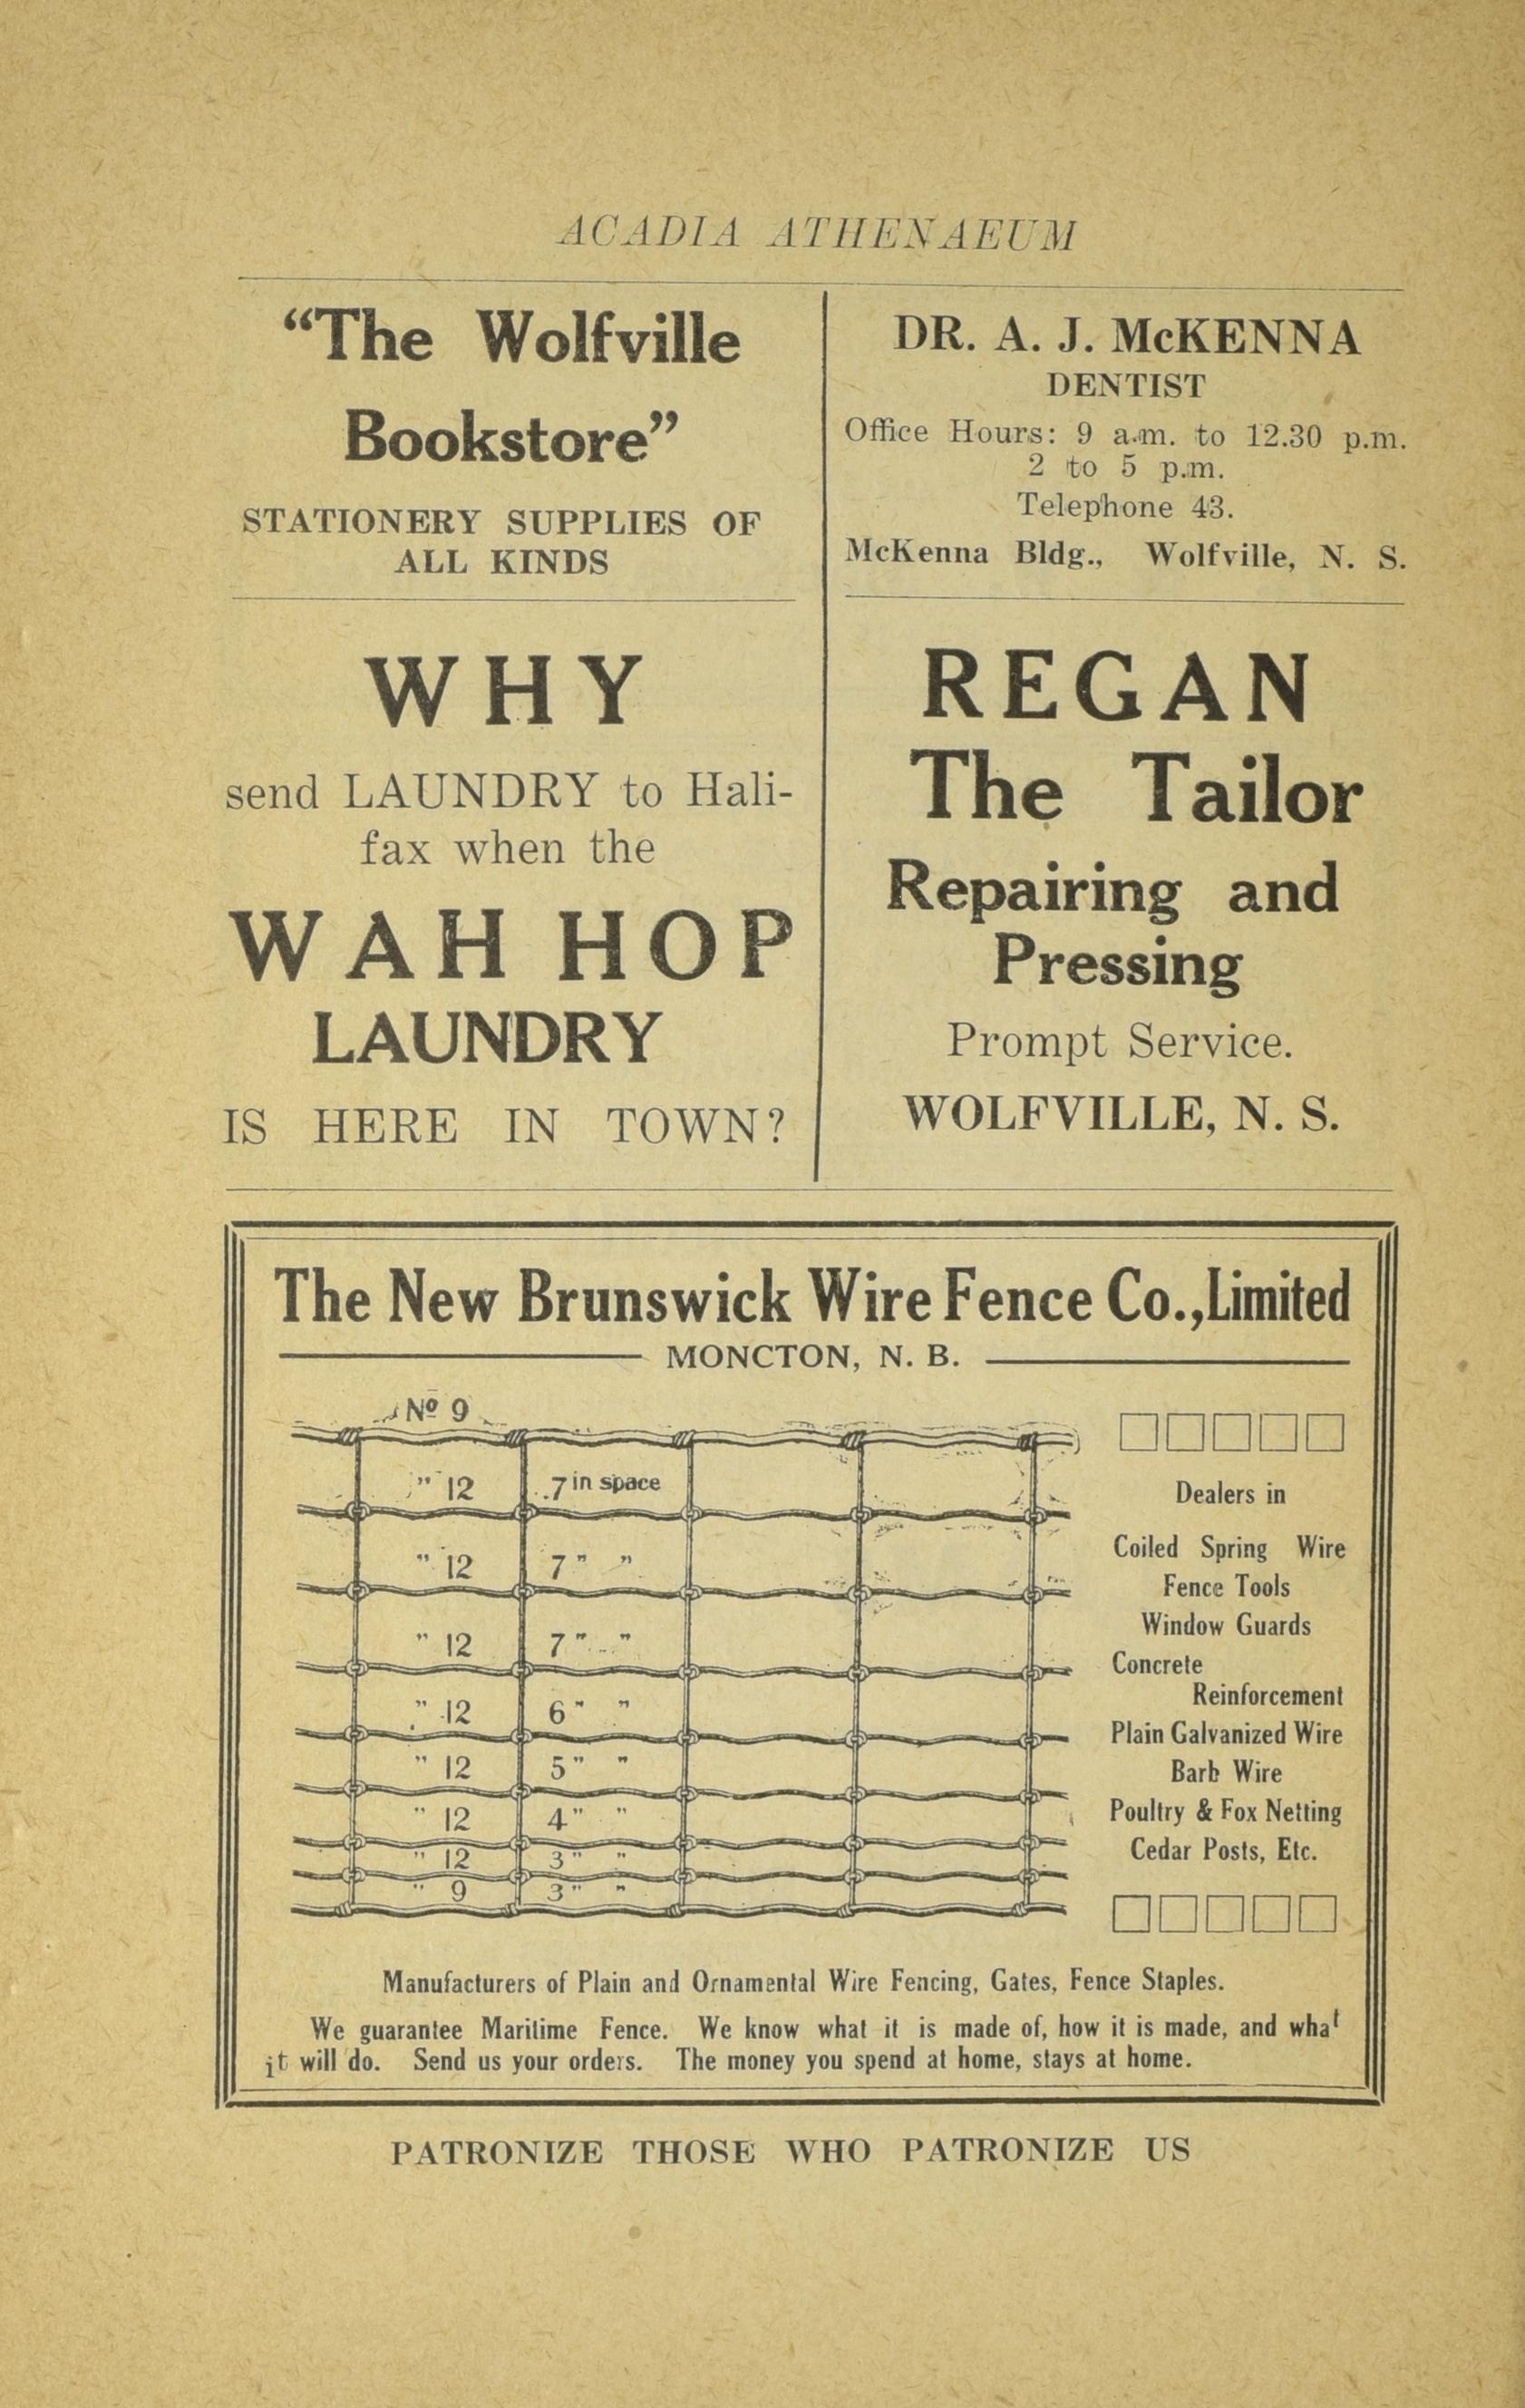 ACADIA ATHENAEUM
“The Wolfville
Bookstore”
STATIONERY SUPPLIES OF
ALL KINDS
DR. A. J. McKENNA
DENTIST
Office Hours: 9 a.m. to 12.30 p.m.
2 to 5 p.m.
Telephone 43.
McKenna Bldg., Wolfville, N. S.
WHY
send LAUNDRY to Hali-
fax when the
WAH HOP
LAUNDRY
IS HERE IN TOWN?
REGAN
The Tailor
Repairing and
Pressing
Prompt Service.
WOLFVILLE, N. S.
The New Brunswick Wire Fence Co., Limited
MONCTON, N. B.
Nº 9
” 12 7 in space
” 12 7 ” ”
” 12 7 ” ”
” 12 6 ” ”
” 12 5 ” ”
” 12 4 ” ”
” 12 3 ” ”
” 9 3 ” ”
Dealers in
Coiled Spring Wire
Fence Tools
Window Guards
Concrete
Reinforcement
Plain Galvanized Wire
Barb Wire
Poultry & Fox Netting
Cedar Posts, Etc.
Manufacturers of Plain and Ornamental Wire Fencing, Gates, Fence Staples.
We guarantee Maritime Fence. We know what it is made of, how it is made, and what
it will do. Send us your orders. The money you spend at home, stays at home.
PATRONIZE THOSE WHO PATRONIZE US